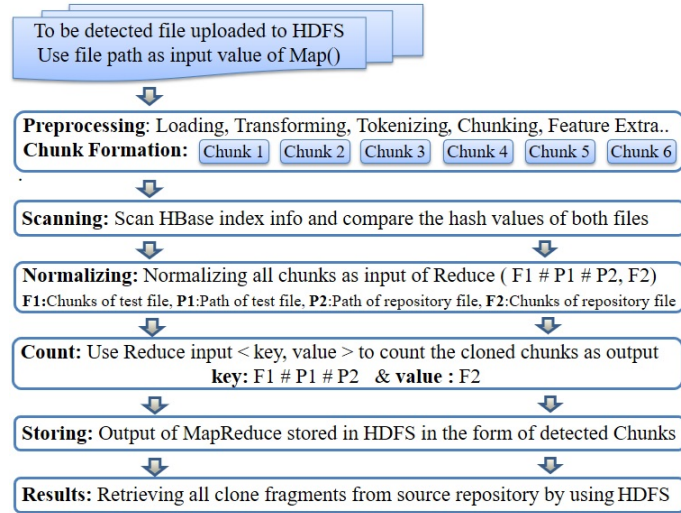 To be detected file uploaded to HDFS
Use file path as input value of Map()
Preprocessing: Loading, Transforming, Tokenizing, Chunking, Feature Extra..
Chunk Formation: Chunk 1 Chunk 2 Chunk 3 Chunk 4 Chunk 5 Chunk 6
.
Scanning: Scan HBase index info and compare the hash values of both files
Normalizing: Normalizing all chunks as input of Reduce ( F1 # P1 # P2, F2)
F1:Chunks of test file, P1:Path of test file, P2:Path of repository file, F2:Chunks of repository file
Count: Use Reduce input < key, value > to count the cloned chunks as output
key: F1 # P1 # P2 & value : F2
Storing: Output of MapReduce stored in HDFS in the form of detected Chunks
Results: Retrieving all clone fragments from source repository by using HDFS